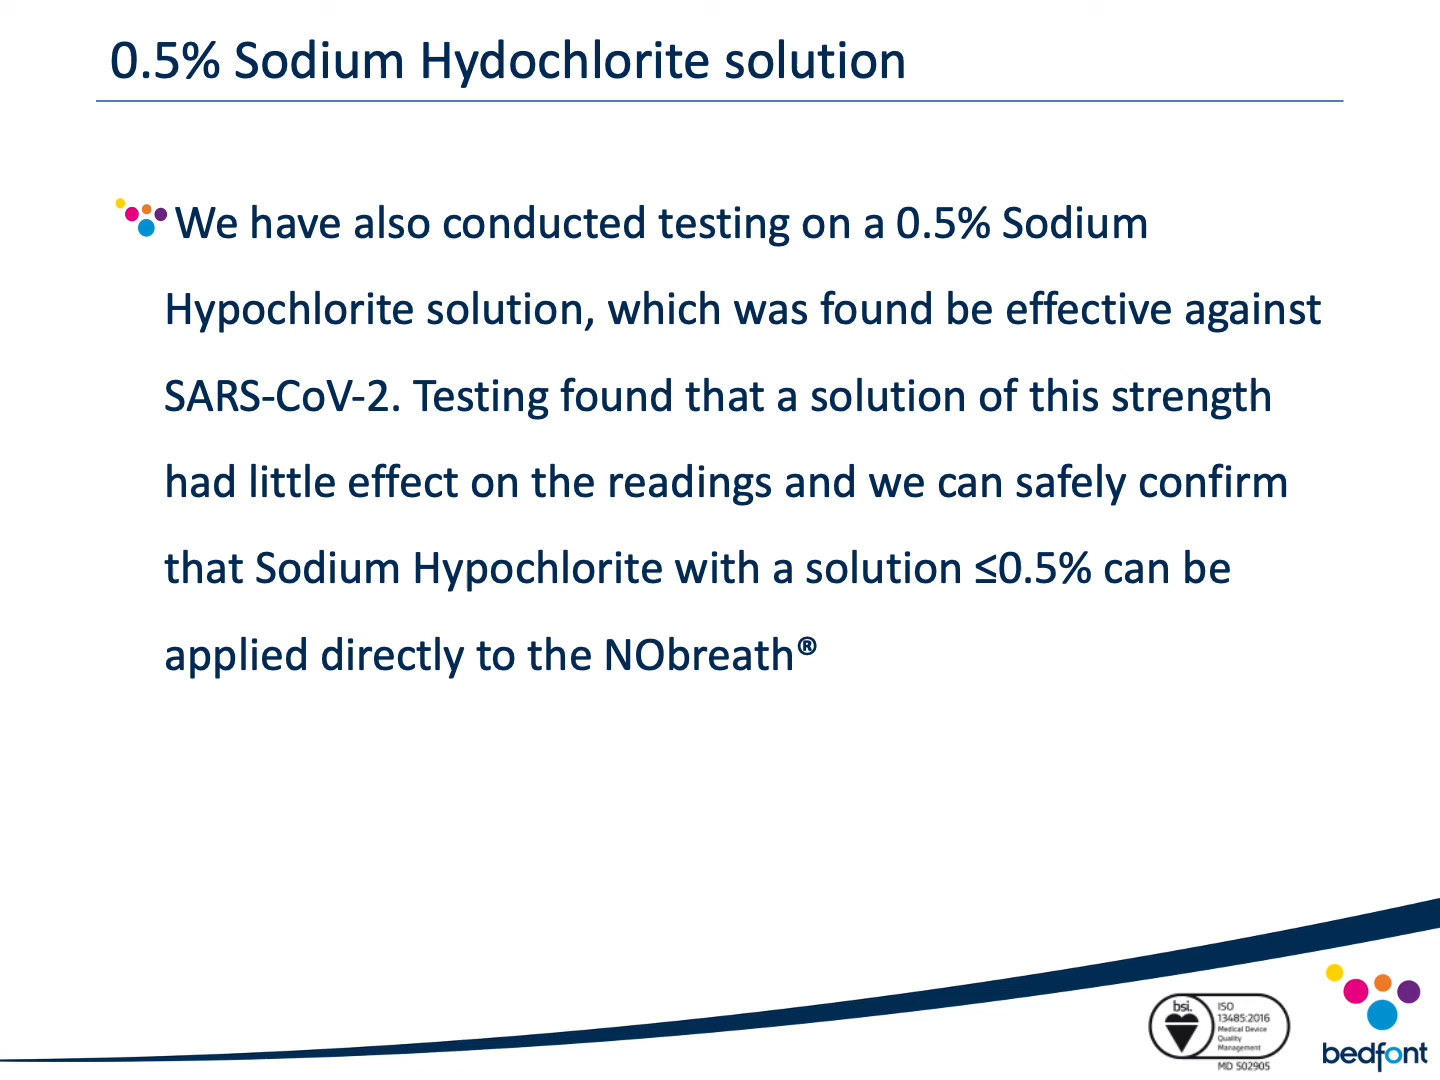 0.5% Sodium Hydochlorite solution
We have also conducted testing on a 0.5% Sodium
Hypochlorite solution, which was found be effective against
SARS-CoV-2. Testing found that a solution of this strength
had little effect on the readings and we can safely confirm
that Sodium Hypochlorite with a solution ≤0.5% can be
applied directly to the NObreath®
bsi.
ISO
13485:2016
Medical Device
Quality
Management
MD 502905
bedfont